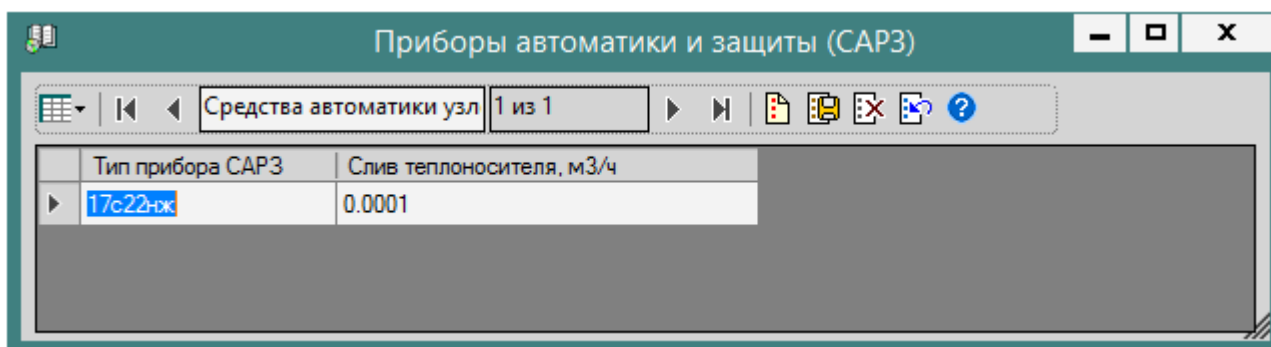 Приборы автоматики и защиты (САРЗ)
Средства автоматики узл 1 из 1
Тип прибора САРЗ Слив теплоносителя, м3/ч
17с22нж 0.0001